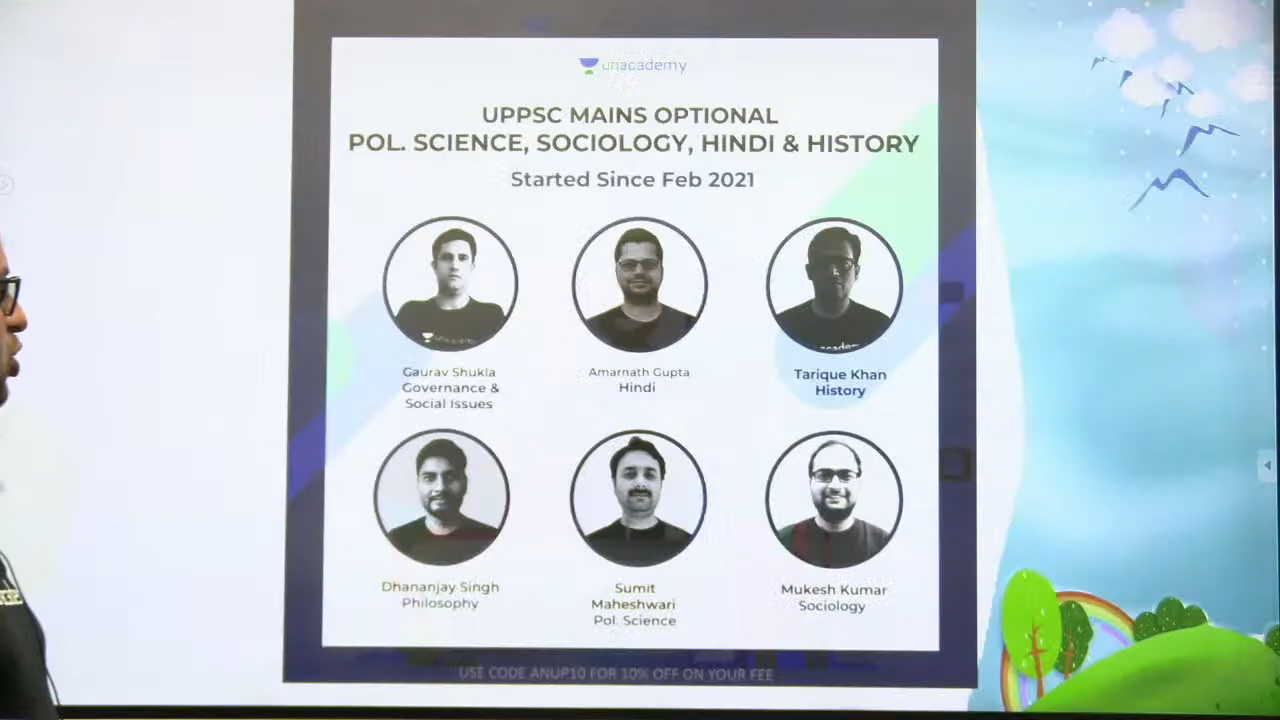 unacademy
UPPSC MAINS OPTIONAL
POL. SCIENCE, SOCIOLOGY, HINDI & HISTORY
Started Since Feb 2021
Gaurav Shukla
Governance &
Social Issues
Amarnath Gupta
Hindi
Tarique Khan
History
Dhananjay Singh
Philosophy
Sumit
Maheshwari
Pol. Science
Mukesh Kumar
Sociology
USE CODE ANUP10 FOR 10% OFF ON YOUR FEE